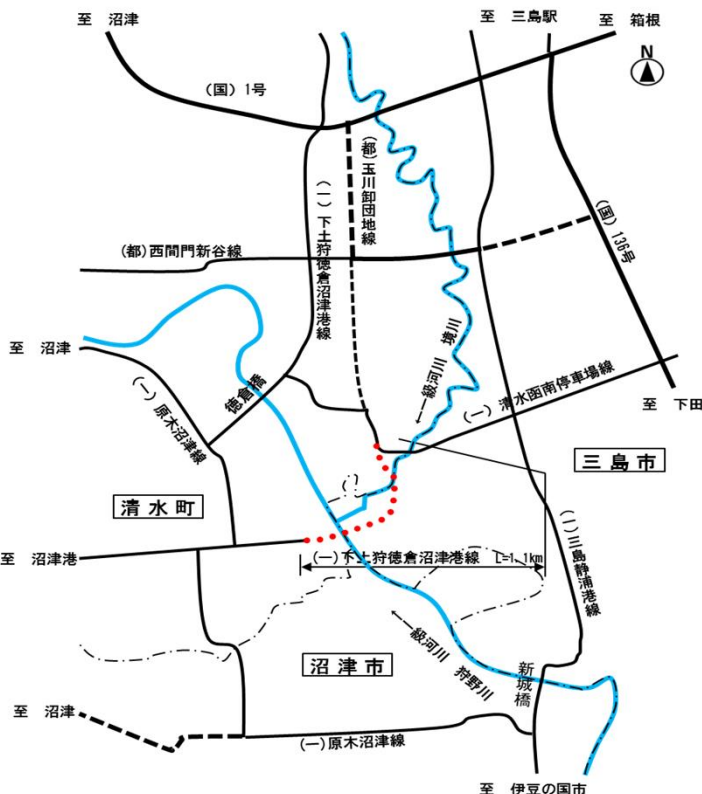 至 沼津
至 三島駅
至 箱根
N
(国) 1号
(都)玉川卸団地線
(一)下土狩徳倉沼津港線
(国) 136号
(都)西間門新谷線
至 沼津
(一)原木沼津線
徳倉橋
←一級河川 境川
(一)清水函南停車場線
至 下田
三島市
清水町
至 沼津港
(一)下土狩徳倉沼津港線 L=1.1km
(一)三島静浦港線
←一級河川 狩野川
沼津市
新城橋
至 沼津
(一)原木沼津線
至 伊豆の国市